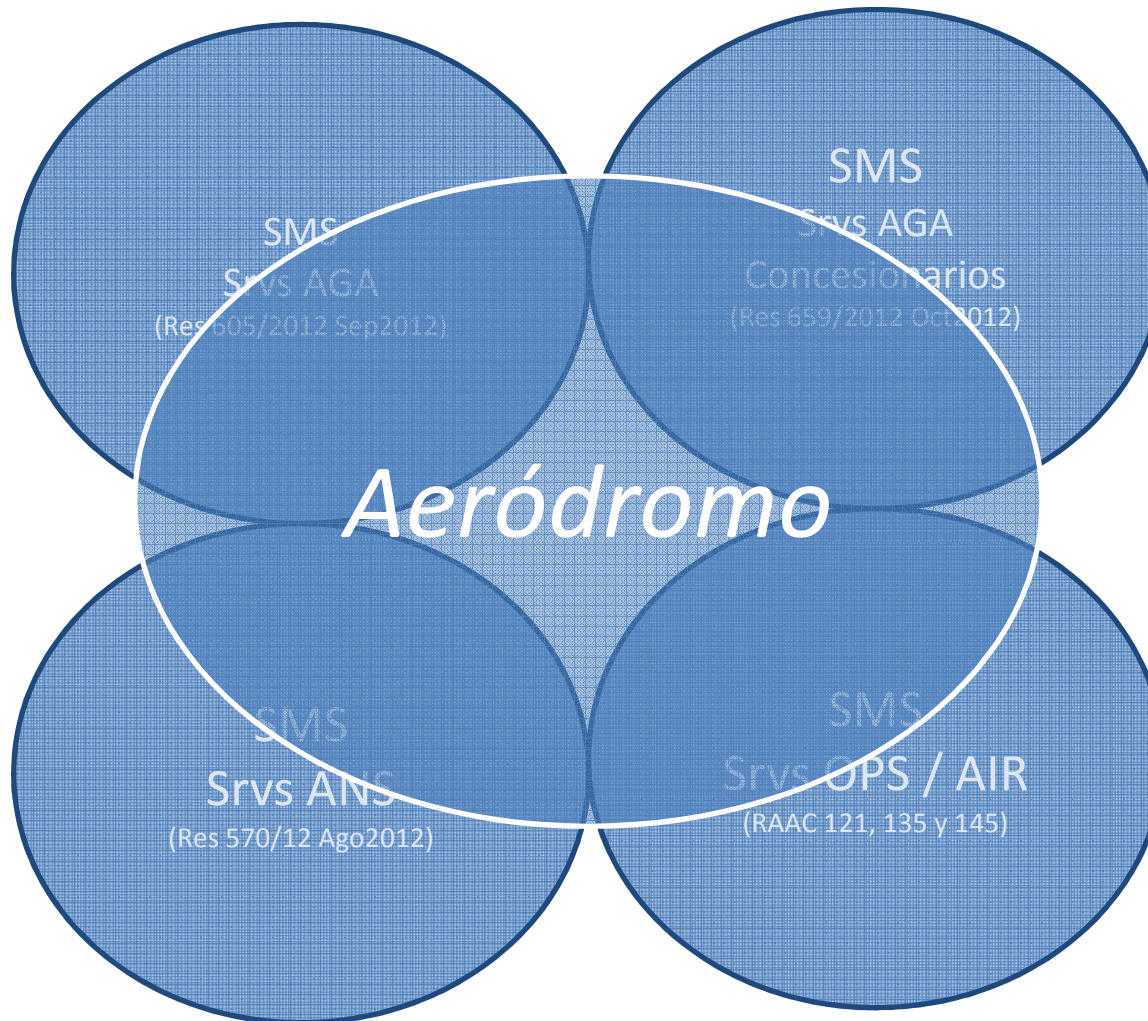 SMS
Srvs AGA
(Res 605/2012 Sep2012)
SMS
Srvs AGA
Concesionarios
(Res 659/2012 Oct2012)
Aeródromo
SMS
Srvs ANS
(Res 570/12 Ago2012)
SMS
Srvs OPS / AIR
(RAAC 121, 135 y 145)